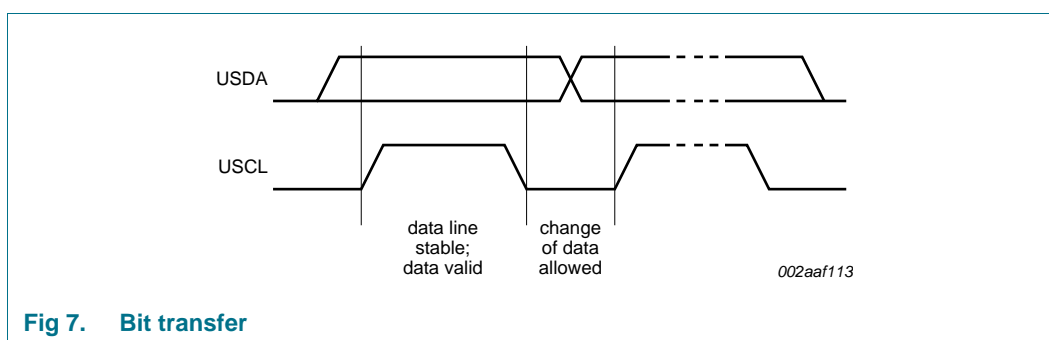 USDA
USCL
data line
stable;
data valid
change
of data
allowed
002aaf113
Fig 7. Bit transfer